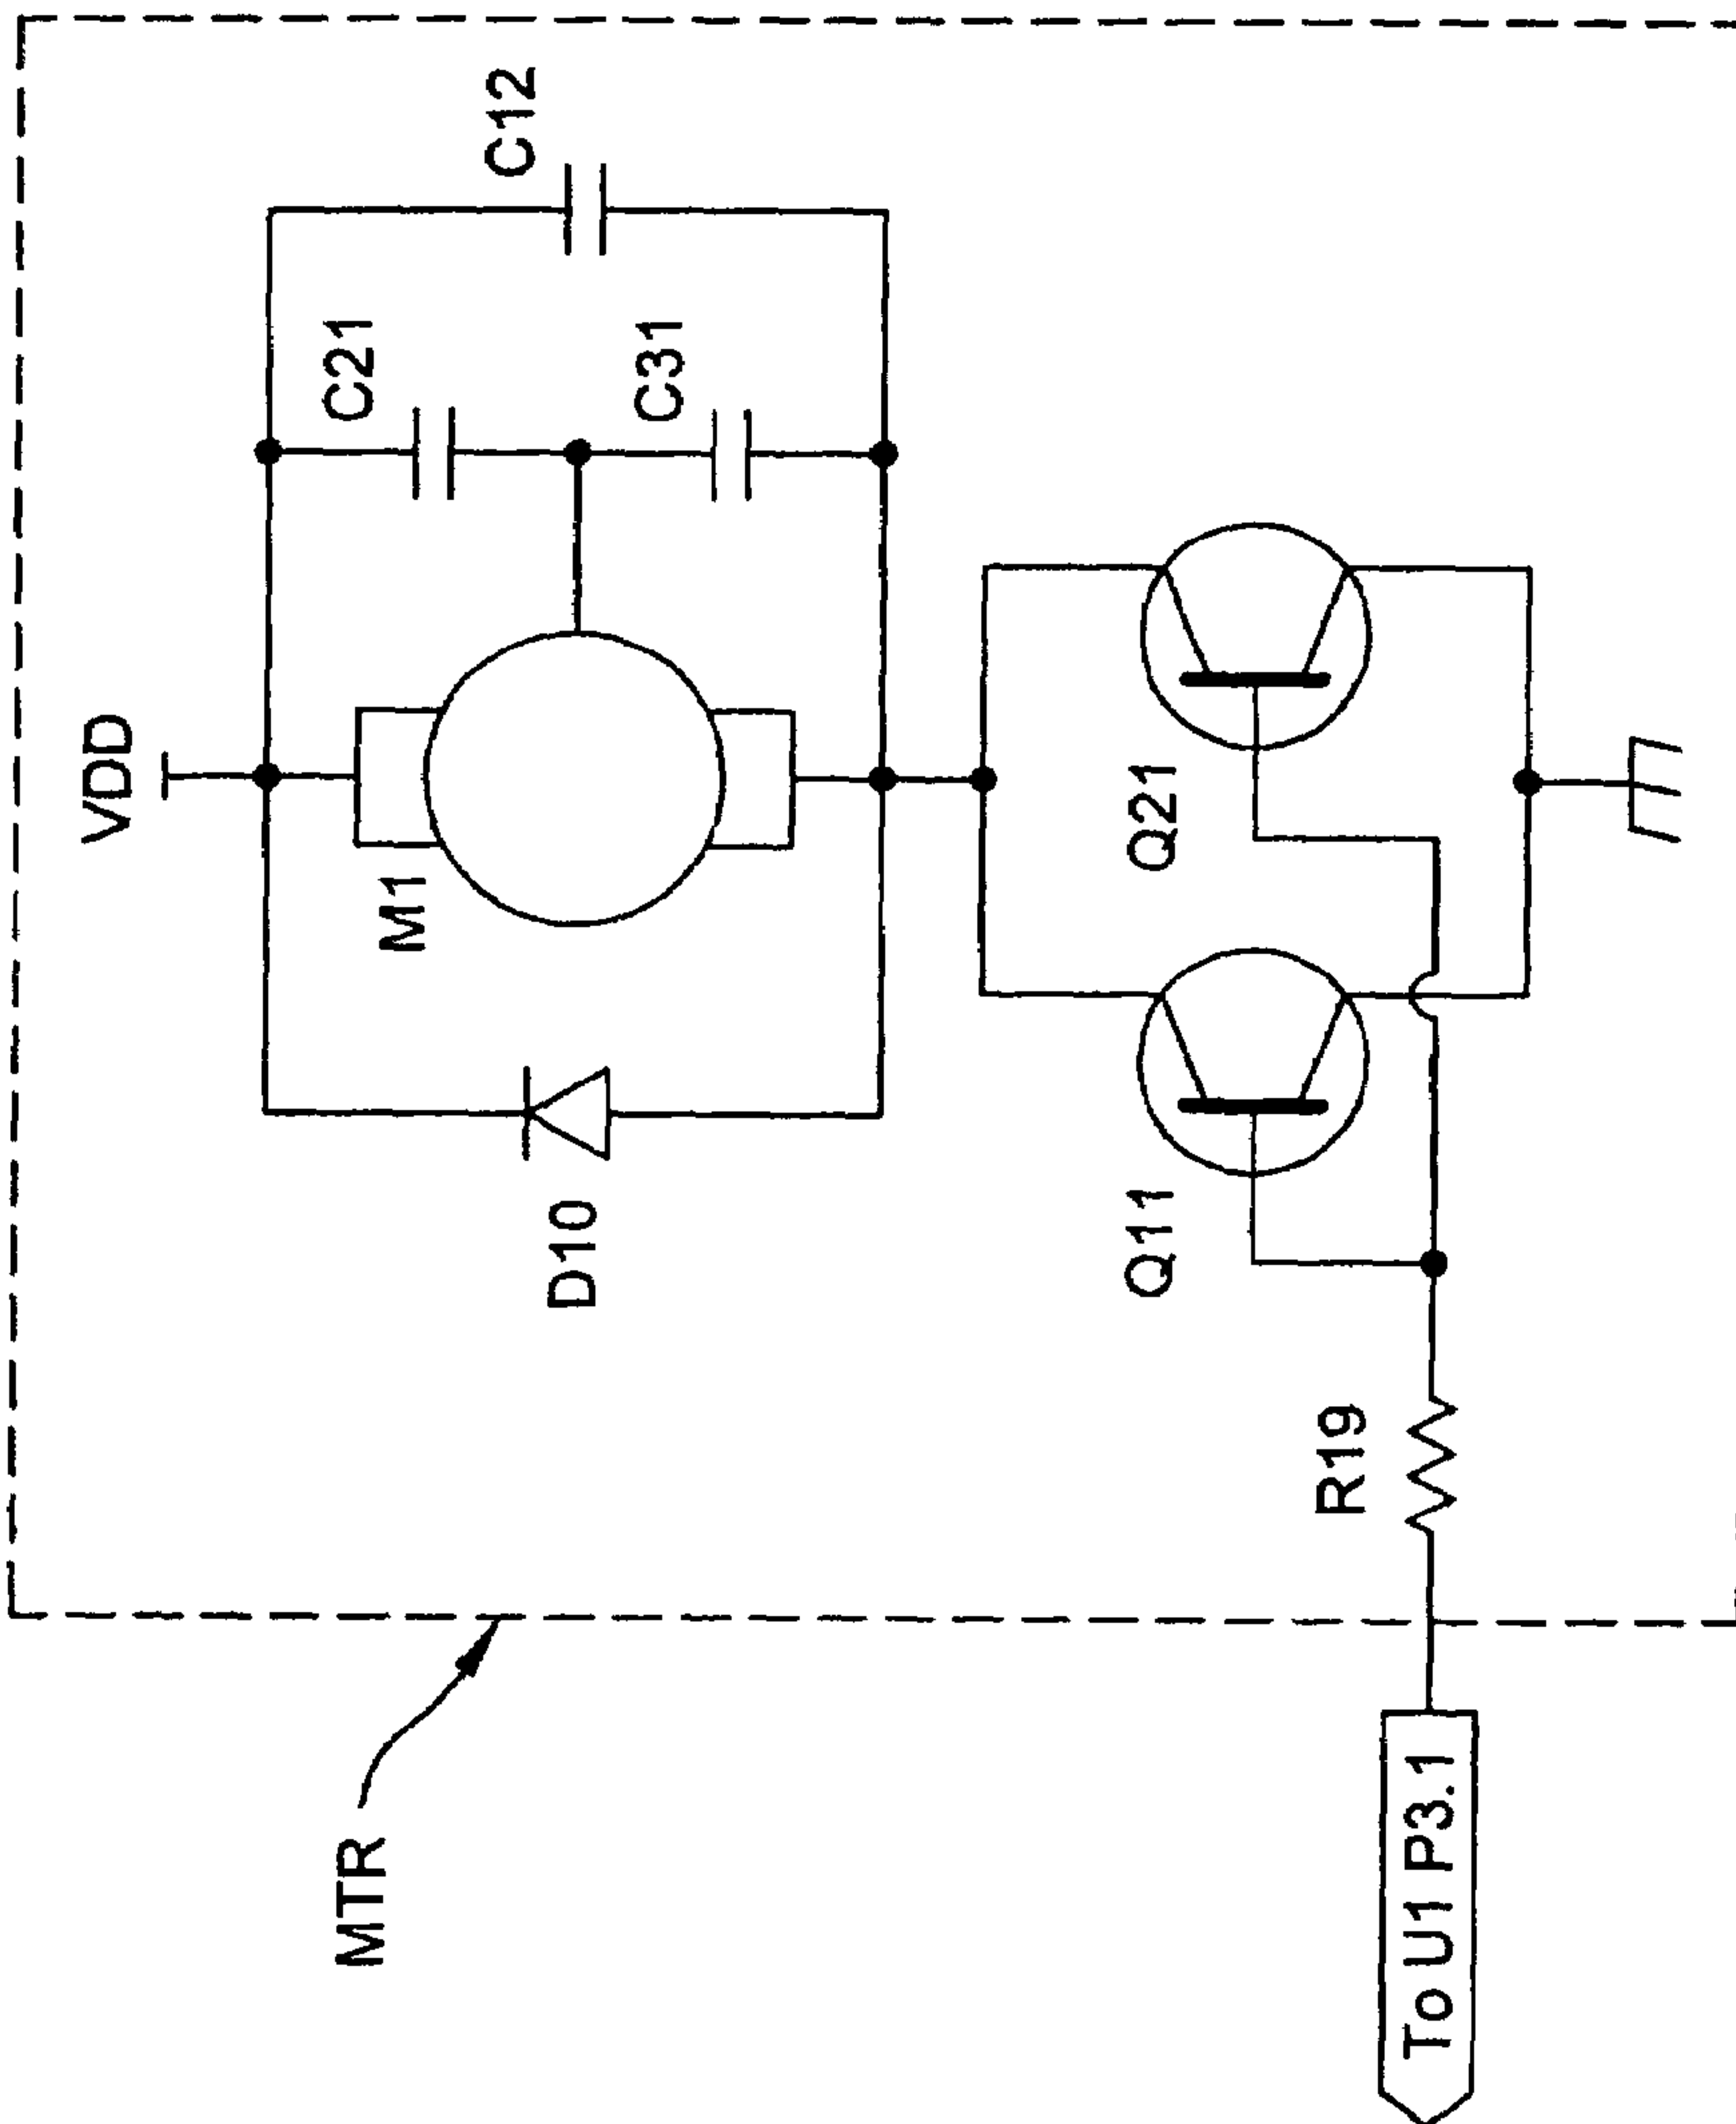 VDD
C12
C21
C31
M1
D10
Q21
Q11
R19
MTR
To U1 P3.1